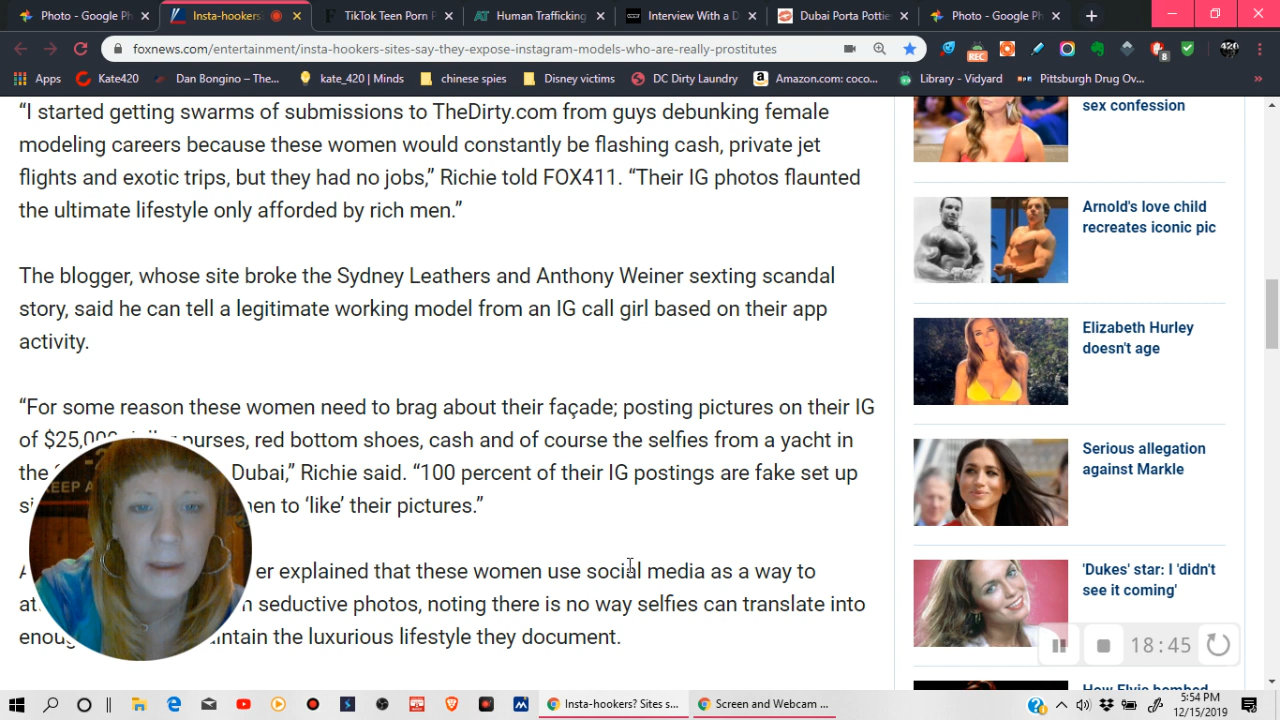 Photo - Google Ph
Insta-hookers
TikTok Teen Porn P
Human Trafficking
Interview With a D
Dubai Porta Pottie
Photo - Google Ph
foxnews.com/entertainment/insta-hookers-sites-say-they-expose-instagram-models-who-are-really-prostitutes
REC
8
420
Apps
Kate420
Dan Bongino – The...
kate_420 | Minds
chinese spies
Disney victims
DC Dirty Laundry
Amazon.com: coco...
Library - Vidyard
Pittsburgh Drug Ov...
“I started getting swarms of submissions to TheDirty.com from guys debunking female
modeling careers because these women would constantly be flashing cash, private jet
flights and exotic trips, but they had no jobs,” Richie told FOX411. “Their IG photos flaunted
the ultimate lifestyle only afforded by rich men.”
The blogger, whose site broke the Sydney Leathers and Anthony Weiner sexting scandal
story, said he can tell a legitimate working model from an IG call girl based on their app
activity.
“For some reason these women need to brag about their façade; posting pictures on their IG
of $25,000 purses, red bottom shoes, cash and of course the selfies from a yacht in
the Dubai,” Richie said. “100 percent of their IG postings are fake set up
to ‘like’ their pictures.”
er explained that these women use social media as a way to
seductive photos, noting there is no way selfies can translate into
the luxurious lifestyle they document.
sex confession
Arnold's love child
recreates iconic pic
Elizabeth Hurley
doesn't age
Serious allegation
against Markle
'Dukes' star: I 'didn't
see it coming'
How Elvis bombed
18:45
Insta-hookers? Sites s...
Screen and Webcam ...
5:54 PM
12/15/2019